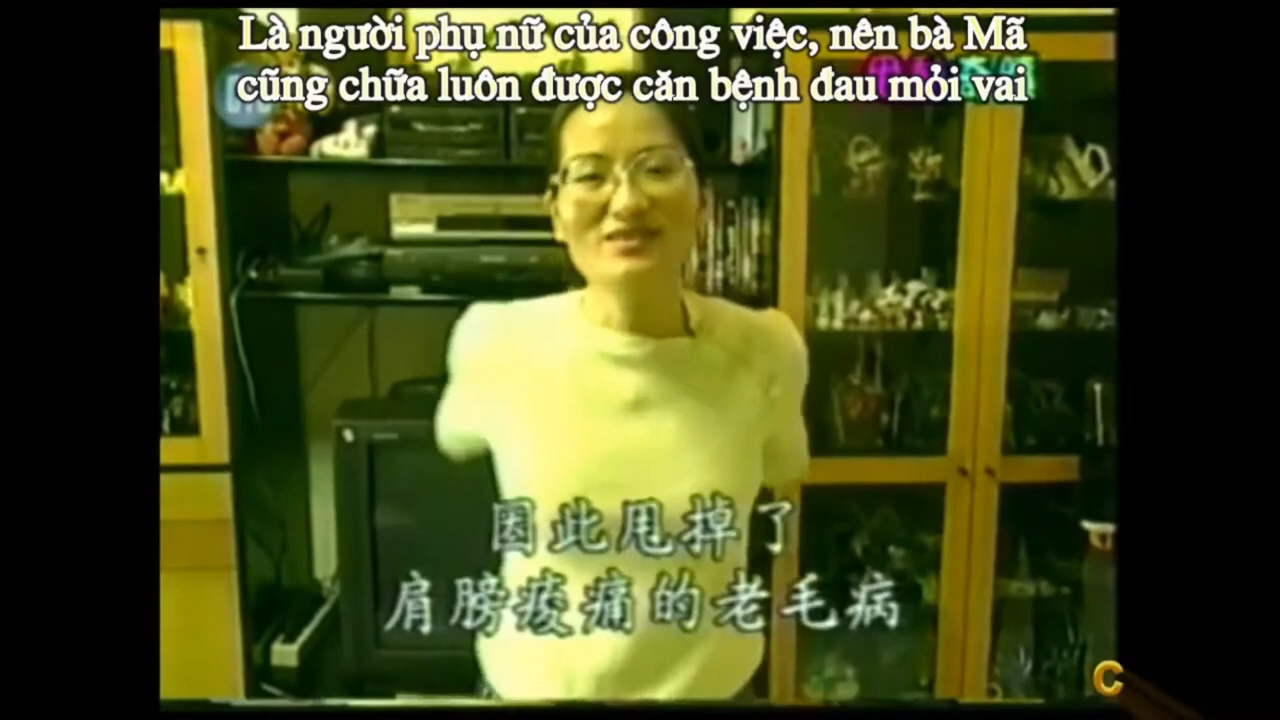 Là người phụ nữ của công việc, nên bà Mã
cũng chữa luôn được căn bệnh đau mỏi vai
因此甩掉了
肩膀痠痛的老毛病
C